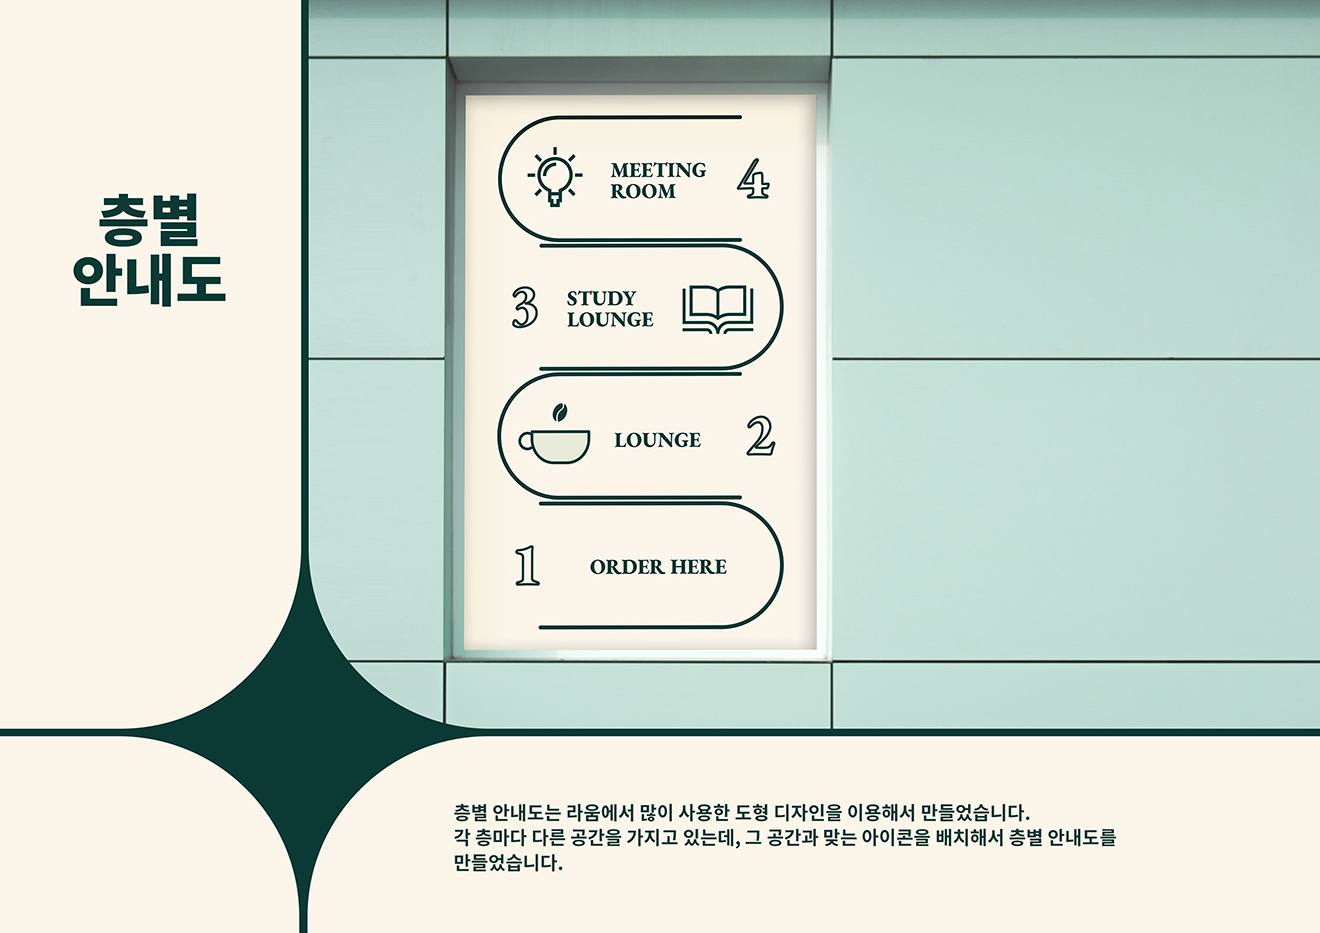 층별
안내도
MEETING
ROOM
4
3
STUDY
LOUNGE
LOUNGE
2
1
ORDER HERE
층별 안내도는 라움에서 많이 사용한 도형 디자인을 이용해서 만들었습니다.
각 층마다 다른 공간을 가지고 있는데, 그 공간과 맞는 아이콘을 배치해서 층별 안내도를
만들었습니다.